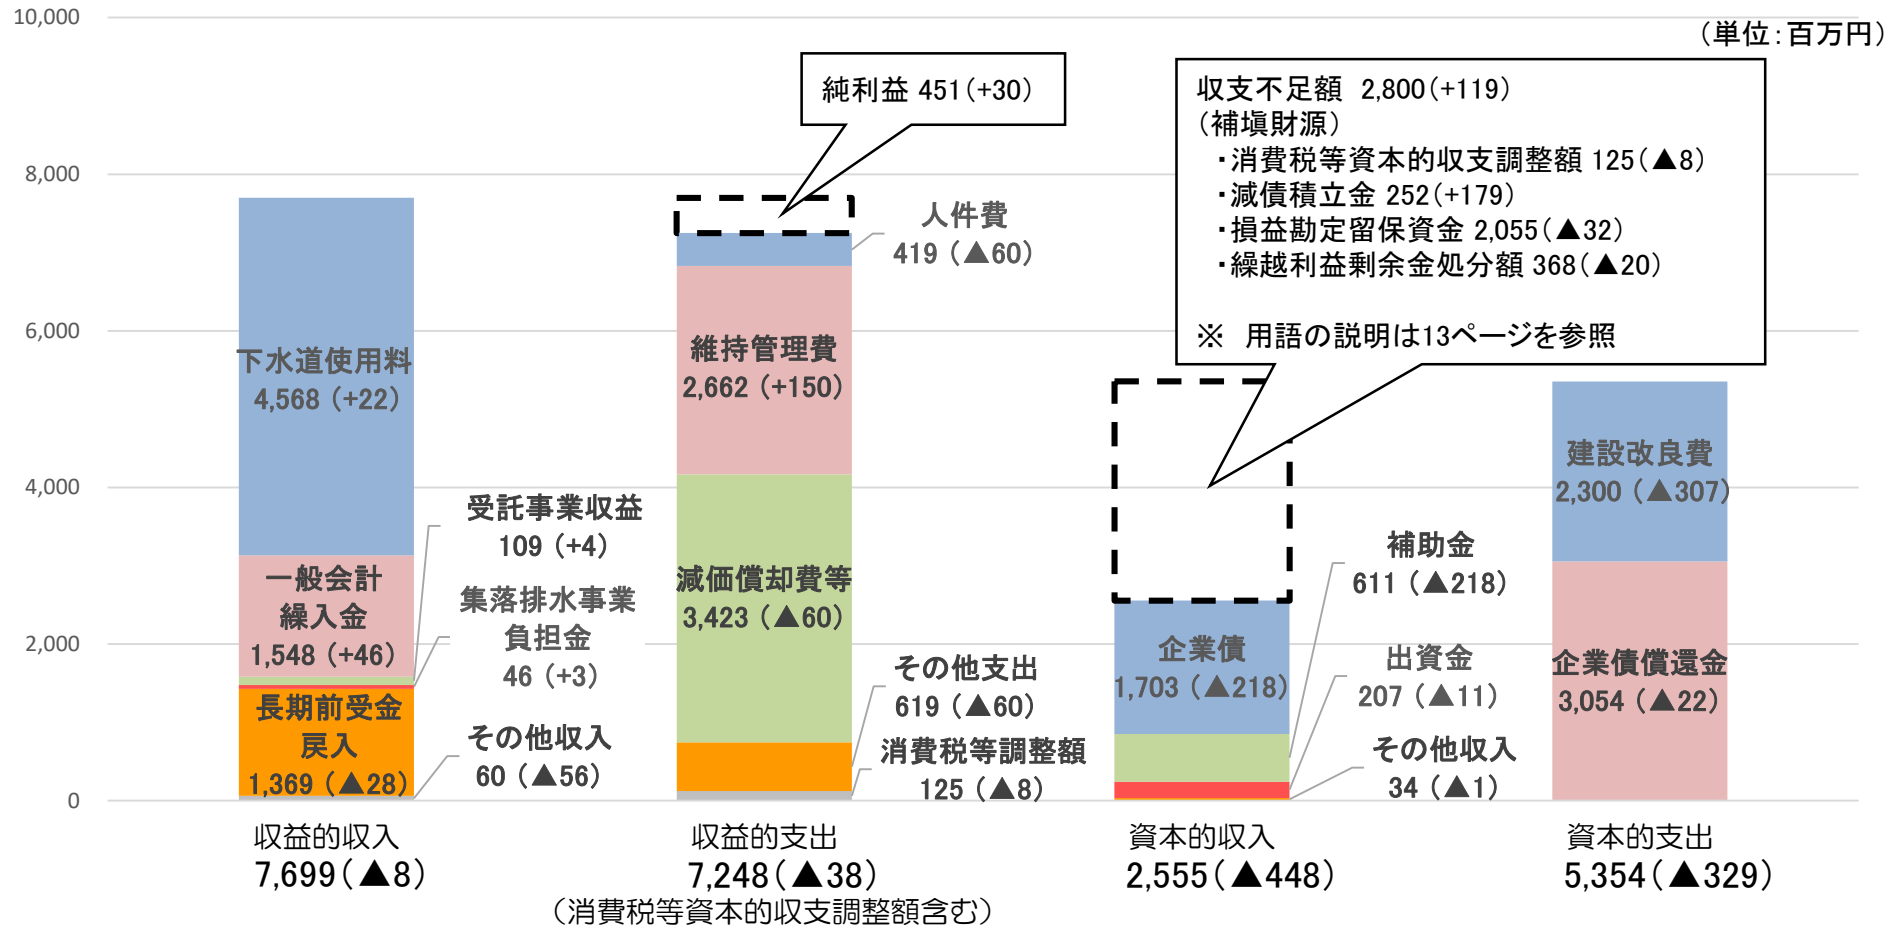 （単位：百万円）
10,000
8,000
6,000
4,000
2,000
0
下水道使用料
4,568（+22）
一般会計
繰入金
1,548（+46）
受託事業収益
109（+4）
集落排水事業
負担金
46（+3）
長期前受金
戻入
1,369（▲28）
その他収入
60（▲56）
収益的収入
7,699（▲8）
純利益 451（+30）
人件費
419（▲60）
維持管理費
2,662（+150）
減価償却費等
3,423（▲60）
その他支出
619（▲60）
消費税等調整額
125（▲8）
収益的支出
7,248（▲38）
（消費税等資本的収支調整額含む）
収支不足額 2,800（+119）
（補塡財源）
・消費税等資本的収支調整額 125（▲8）
・減債積立金 252（+179）
・損益勘定留保資金 2,055（▲32）
・繰越利益剰余金処分額 368（▲20）
※ 用語の説明は13ページを参照
企業債
1,703（▲218）
補助金
611（▲218）
出資金
207（▲11）
その他収入
34（▲1）
資本的収入
2,555（▲448）
建設改良費
2,300（▲307）
企業債償還金
3,054（▲22）
資本的支出
5,354（▲329）